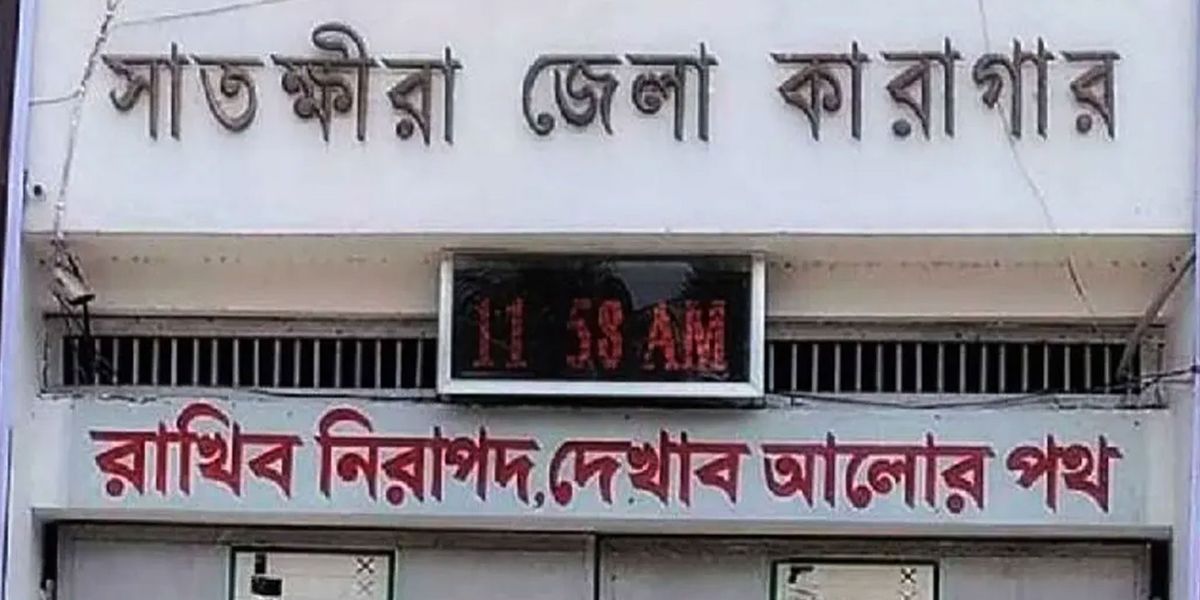 সাতক্ষীরা জেলা কারাগার
11 58 AM
রাখিব নিরাপদ, দেখাব আলোর পথ